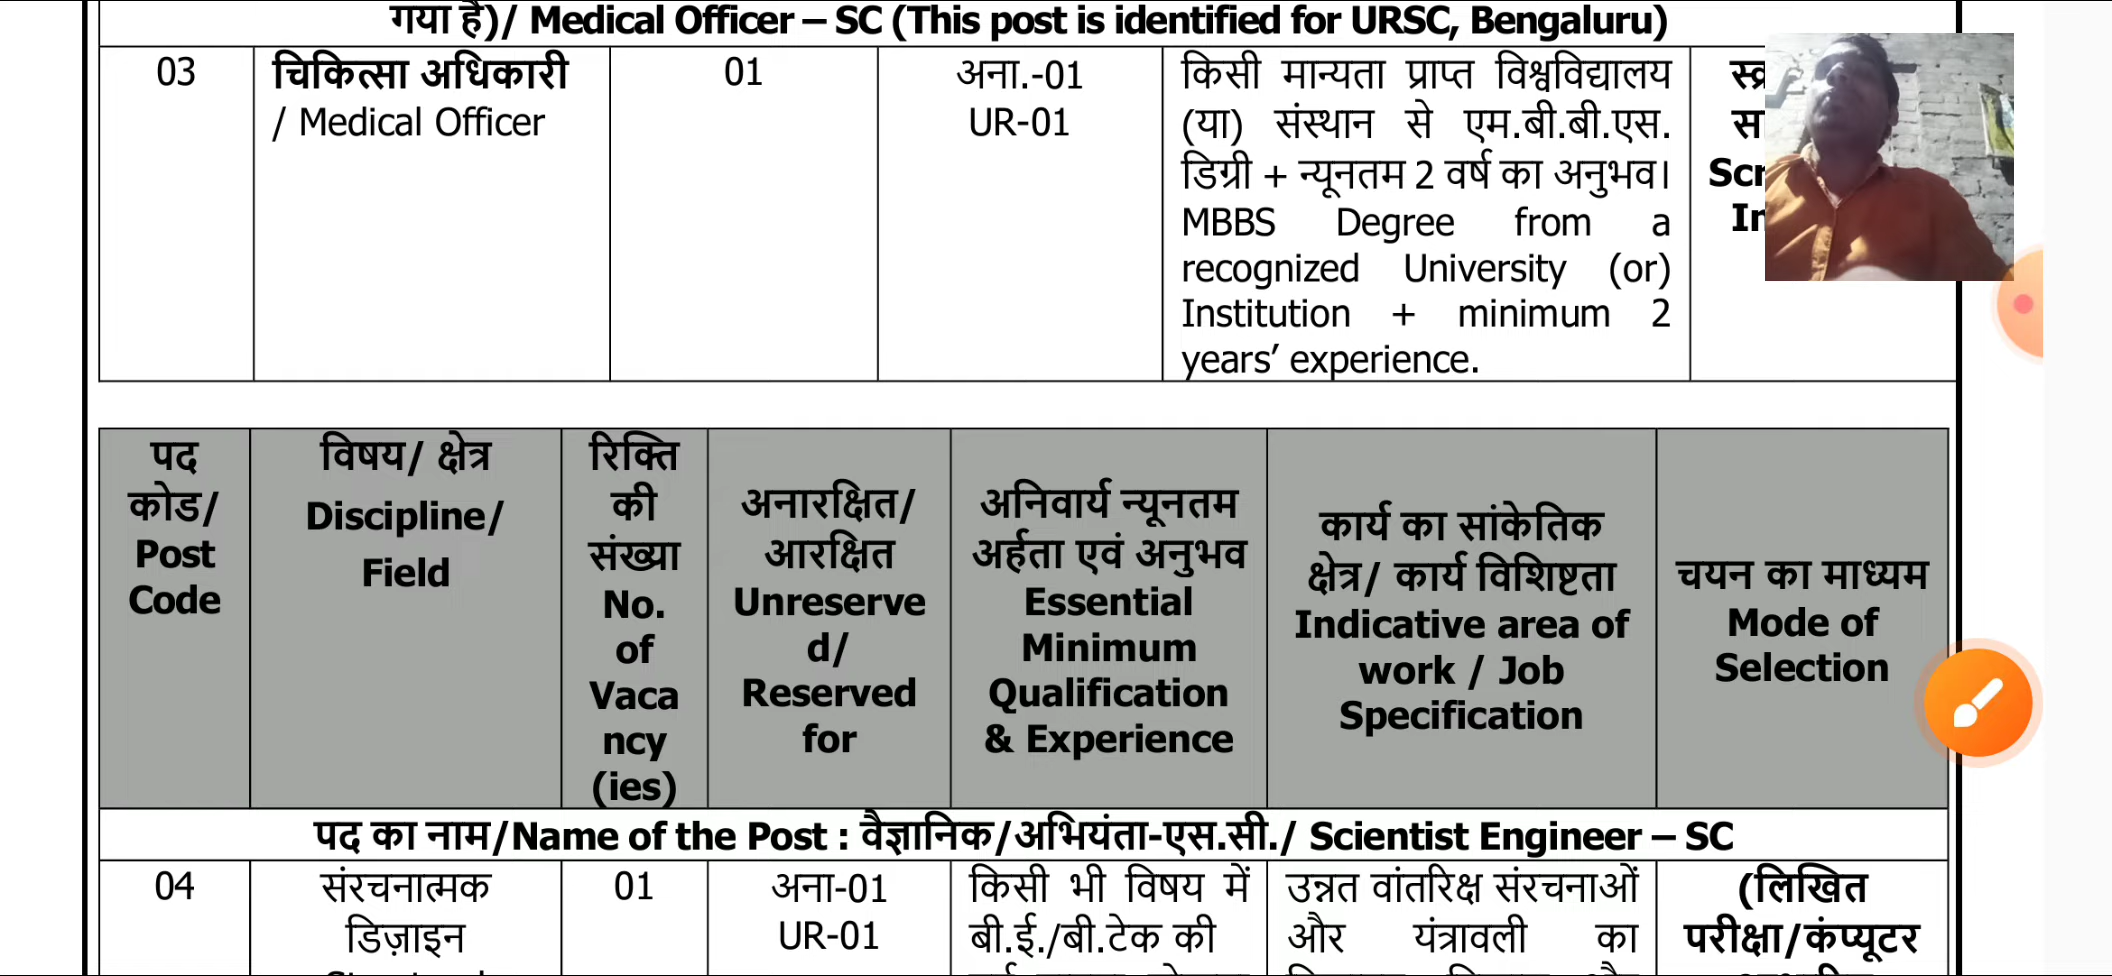 गया है)/ Medical Officer – SC (This post is identified for URSC, Bengaluru)
03
चिकित्सा अधिकारी
/ Medical Officer
01
अना.-01
UR-01
किसी मान्यता प्राप्त विश्वविद्यालय
(या) संस्थान से एम.बी.बी.एस.
डिग्री + न्यूनतम 2 वर्ष का अनुभव।
MBBS Degree from a
recognized University (or)
Institution + minimum 2
years’ experience.
Scr
In
पद
कोड/
Post
Code
विषय/ क्षेत्र
Discipline/
Field
रिक्ति
की
संख्या
No.
of
Vaca
ncy
(ies)
अनारक्षित/
आरक्षित
Unreserve
d/
Reserved
for
अनिवार्य न्यूनतम
अर्हता एवं अनुभव
Essential
Minimum
Qualification
& Experience
कार्य का सांकेतिक
क्षेत्र/ कार्य विशिष्टता
Indicative area of
work / Job
Specification
चयन का माध्यम
Mode of
Selection
पद का नाम/Name of the Post : वैज्ञानिक/अभियंता-एस.सी./ Scientist Engineer – SC
04
संरचनात्मक
डिज़ाइन
01
अना-01
UR-01
किसी भी विषय में
बी.ई./बी.टेक की
उन्नत वांतरिक्ष संरचनाओं
और यंत्रावली का
(लिखित
परीक्षा/कंप्यूटर